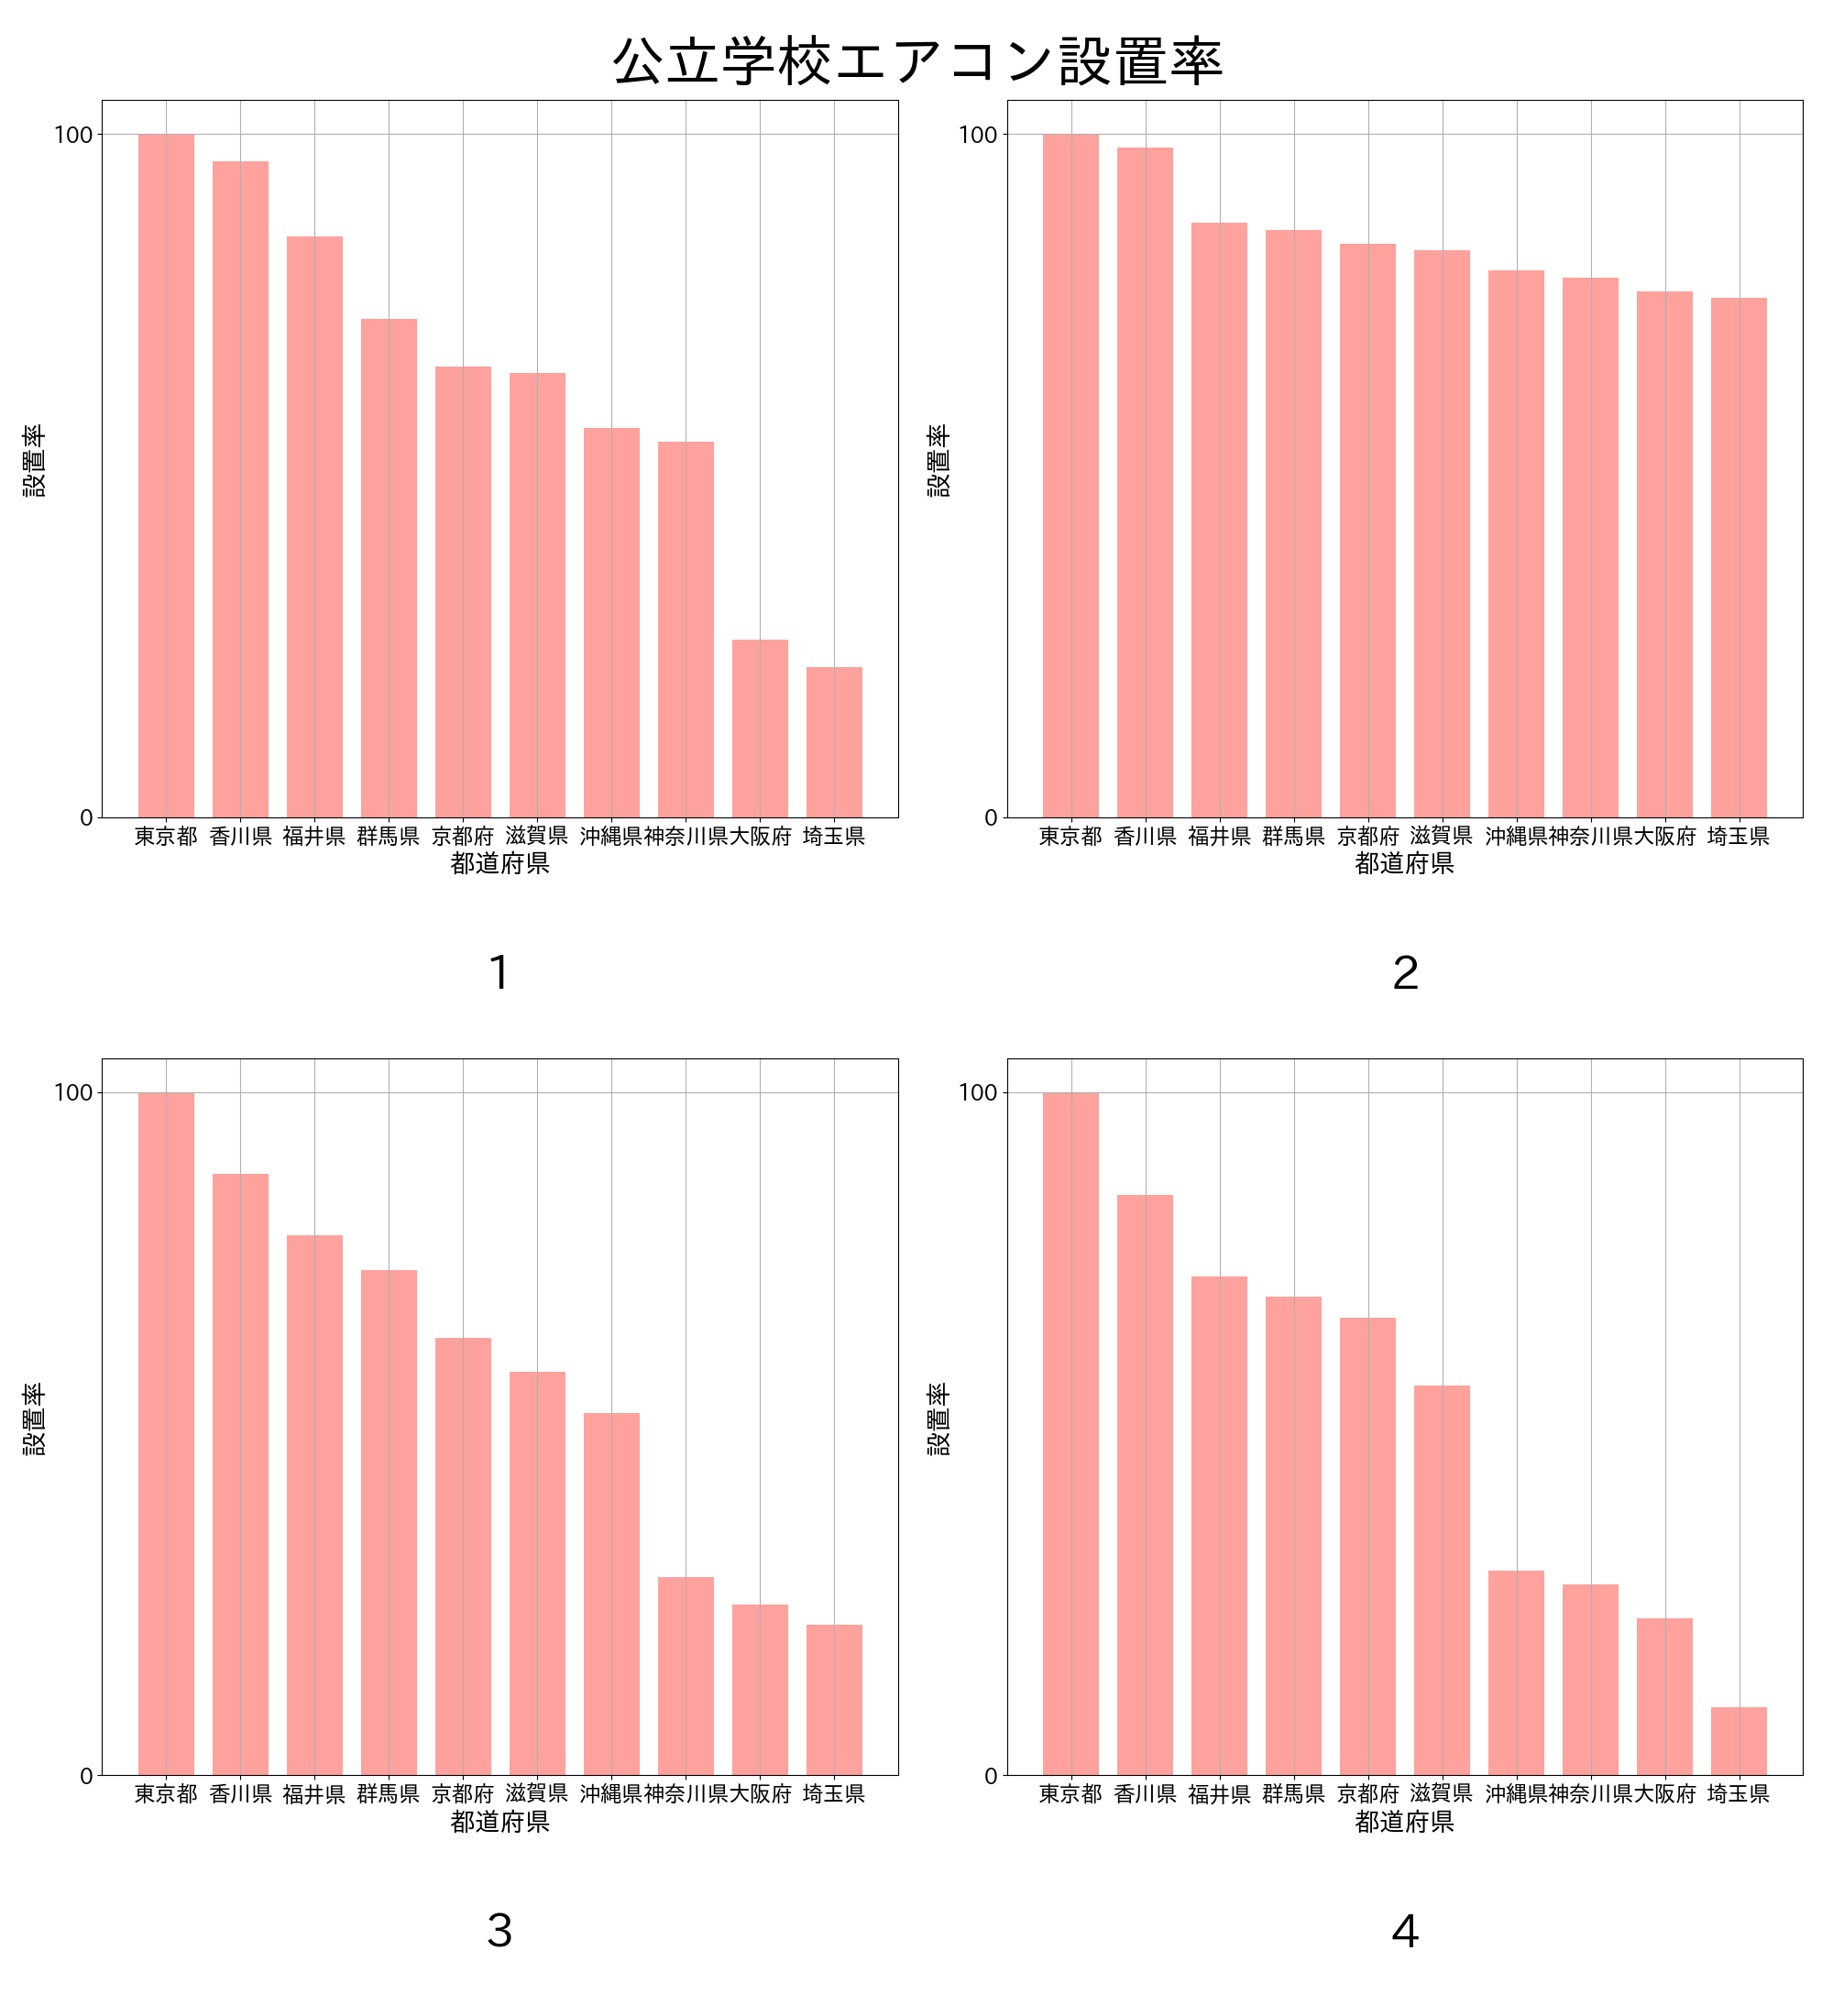 公立学校エアコン設置率
100
0
設置率
東京都 香川県 福井県 群馬県 京都府 滋賀県 沖縄県 神奈川県 大阪府 埼玉県
都道府県
1
100
0
設置率
東京都 香川県 福井県 群馬県 京都府 滋賀県 沖縄県 神奈川県 大阪府 埼玉県
都道府県
2
100
0
設置率
東京都 香川県 福井県 群馬県 京都府 滋賀県 沖縄県 神奈川県 大阪府 埼玉県
都道府県
3
100
0
設置率
東京都 香川県 福井県 群馬県 京都府 滋賀県 沖縄県 神奈川県 大阪府 埼玉県
都道府県
4